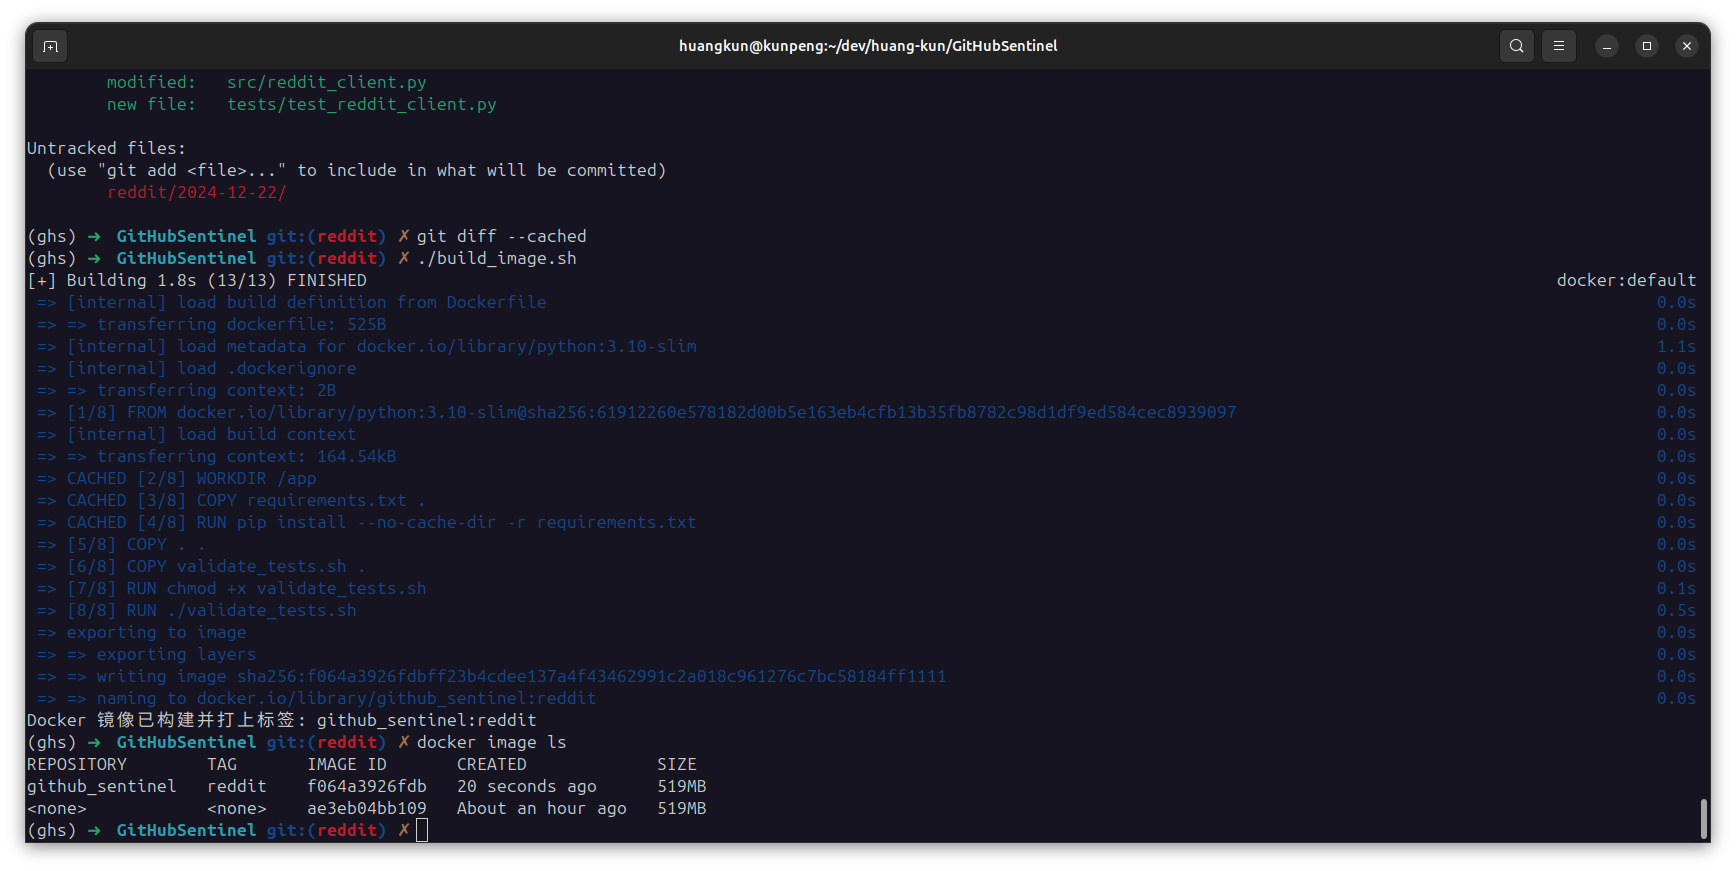 huangkun@kunpeng:~/dev/huang-kun/GitHubSentinel
modified:   src/reddit_client.py
new file:   tests/test_reddit_client.py
Untracked files:
(use "git add <file>..." to include in what will be committed)
reddit/2024-12-22/
(ghs) ➜  GitHubSentinel git:(reddit) ✗ git diff --cached
(ghs) ➜  GitHubSentinel git:(reddit) ✗ ./build_image.sh
[+] Building 1.8s (13/13) FINISHED docker:default
=> [internal] load build definition from Dockerfile 0.0s
=> => transferring dockerfile: 525B 0.0s
=> [internal] load metadata for docker.io/library/python:3.10-slim 1.1s
=> [internal] load .dockerignore 0.0s
=> => transferring context: 2B 0.0s
=> [1/8] FROM docker.io/library/python:3.10-slim@sha256:61912260e578182d00b5e163eb4cfb13b35fb8782c98d1df9ed584cec8939097 0.0s
=> [internal] load build context 0.0s
=> => transferring context: 164.54kB 0.0s
=> CACHED [2/8] WORKDIR /app 0.0s
=> CACHED [3/8] COPY requirements.txt . 0.0s
=> CACHED [4/8] RUN pip install --no-cache-dir -r requirements.txt 0.0s
=> [5/8] COPY . . 0.0s
=> [6/8] COPY validate_tests.sh . 0.0s
=> [7/8] RUN chmod +x validate_tests.sh 0.1s
=> [8/8] RUN ./validate_tests.sh 0.5s
=> exporting to image 0.0s
=> => exporting layers 0.0s
=> => writing image sha256:f064a3926fdbff23b4cdee137a4f43462991c2a018c961276c7bc58184ff1111 0.0s
=> => naming to docker.io/library/github_sentinel:reddit 0.0s
Docker 镜像已构建并打上标签: github_sentinel:reddit
(ghs) ➜  GitHubSentinel git:(reddit) ✗ docker image ls
REPOSITORY        TAG       IMAGE ID       CREATED             SIZE
github_sentinel   reddit    f064a3926fdb   20 seconds ago      519MB
<none>            <none>    ae3eb04bb109   About an hour ago   519MB
(ghs) ➜  GitHubSentinel git:(reddit) ✗